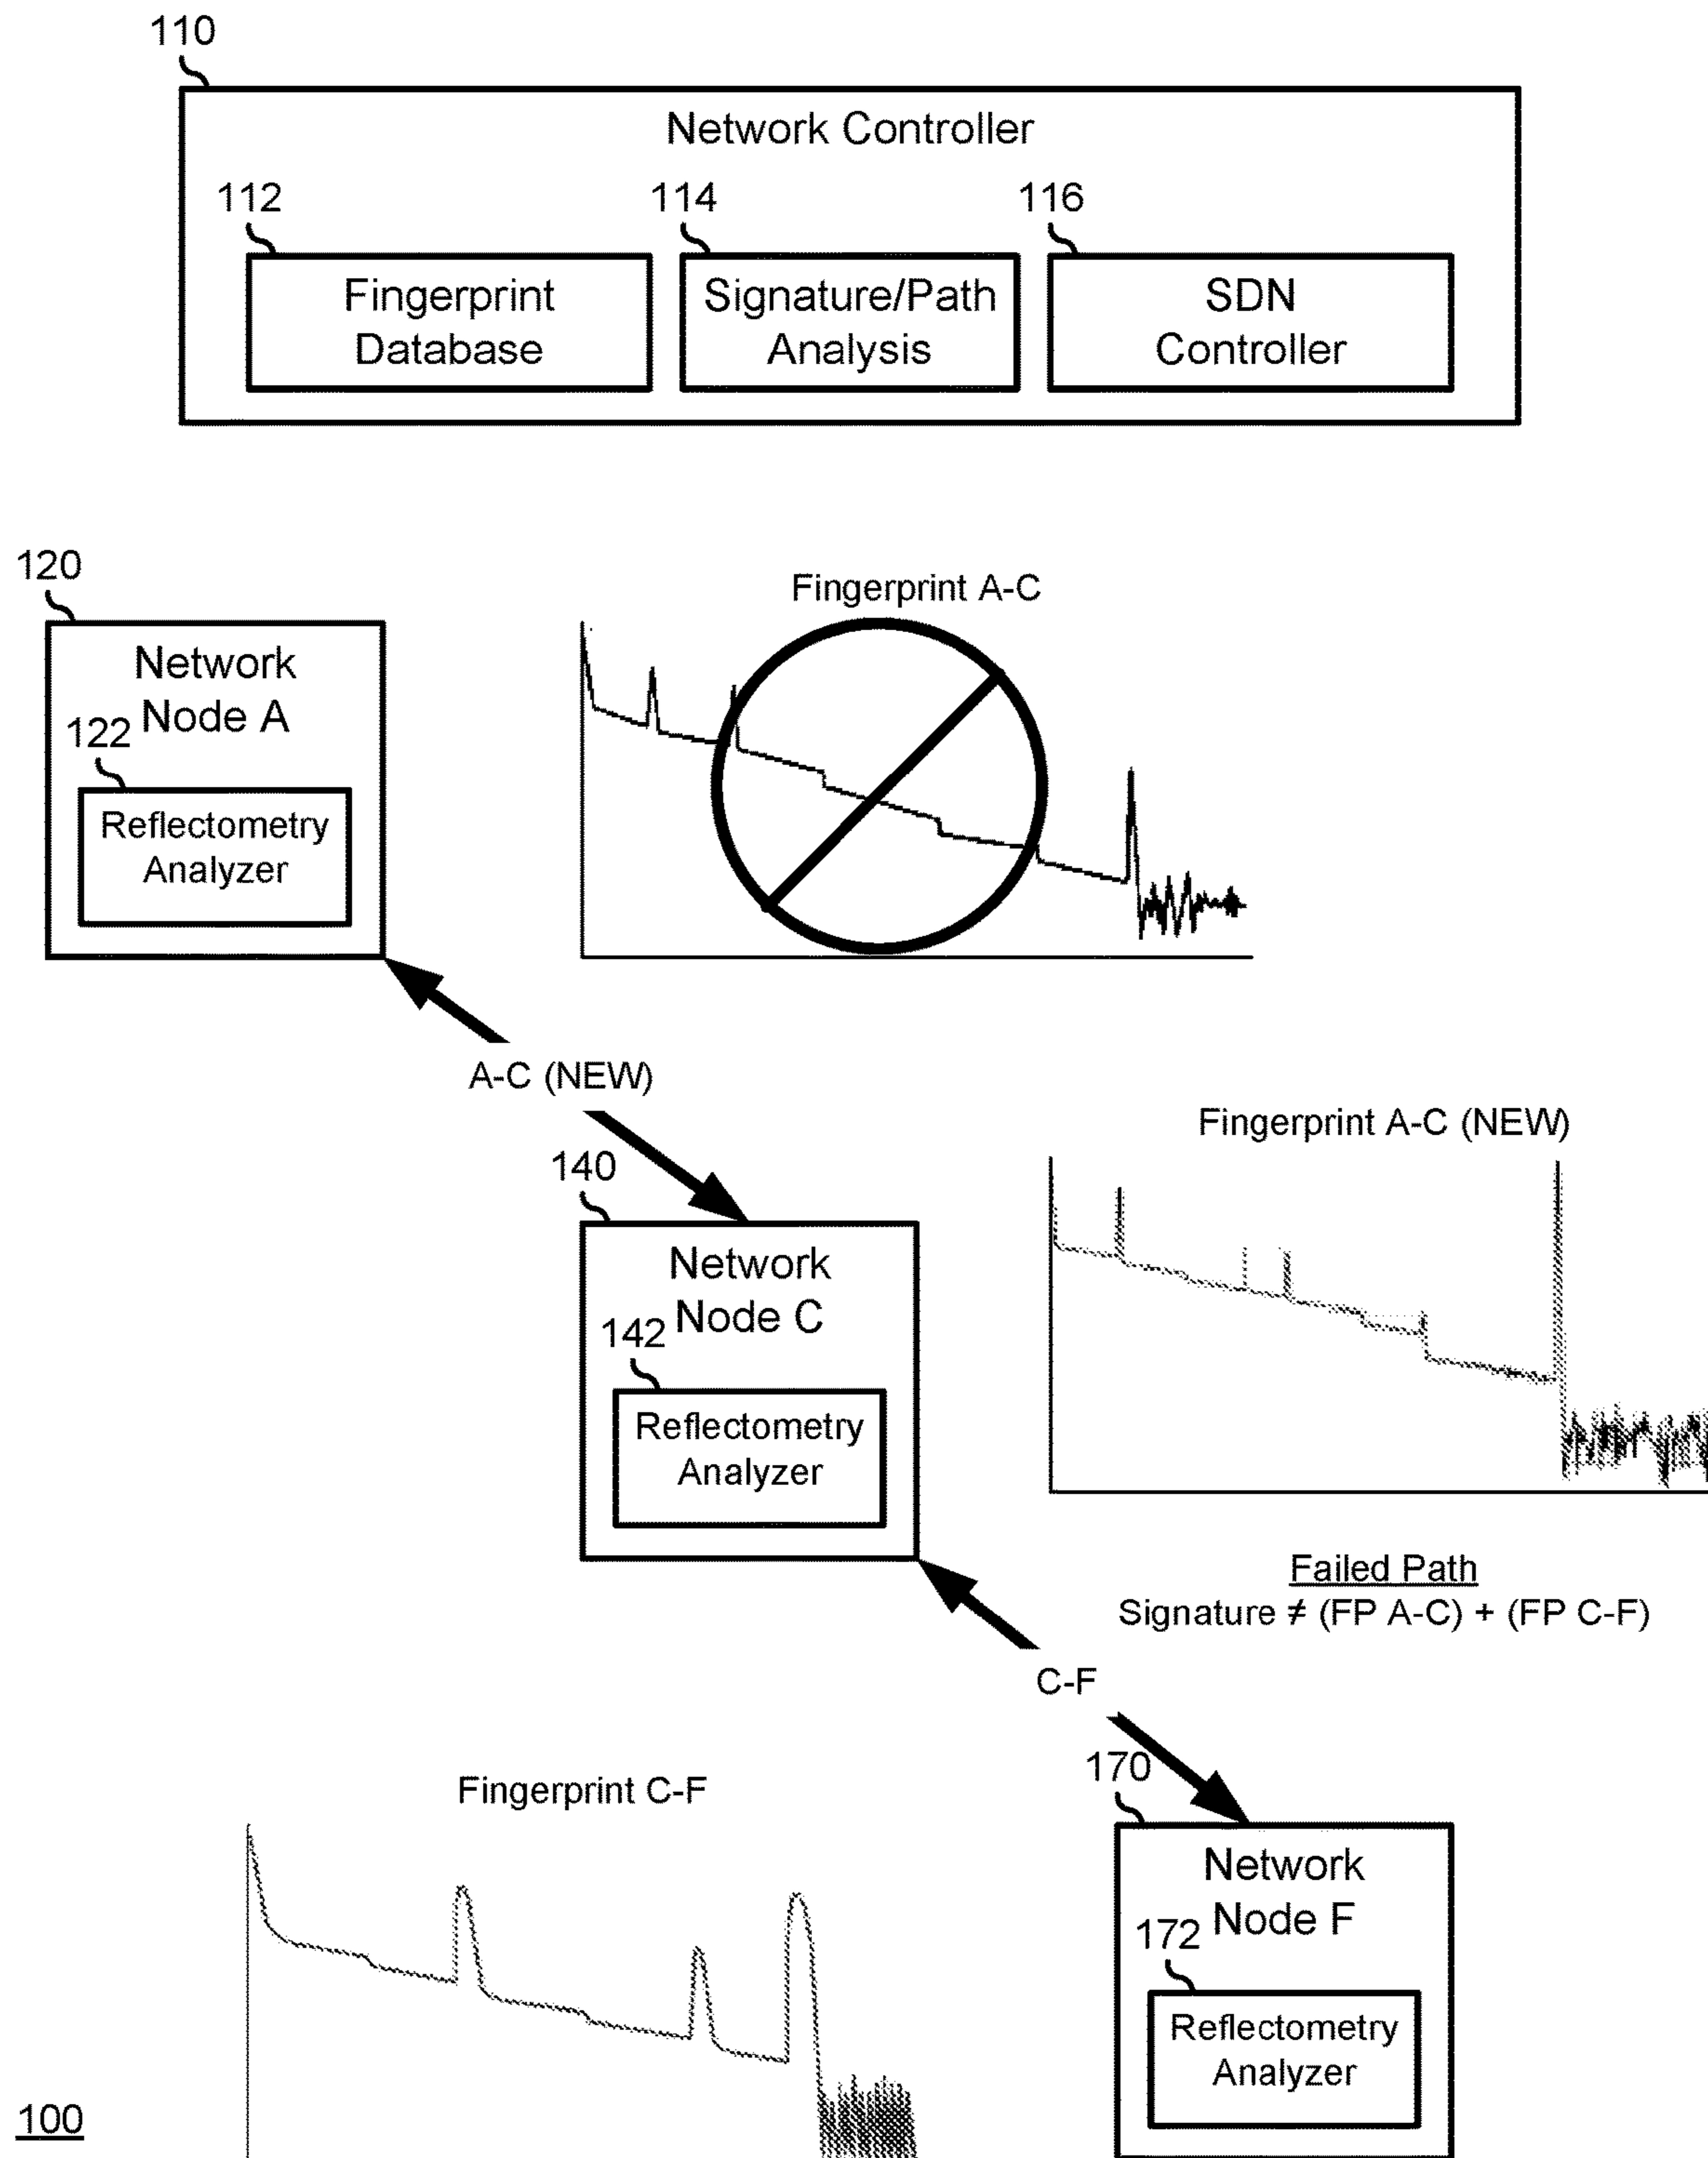 110
Network Controller
112
114
116
Fingerprint
Database
Signature/Path
Analysis
SDN
Controller
120
Network
Node A
122
Reflectometry
Analyzer
Fingerprint A-C
A-C (NEW)
140
Network
Node C
142
Reflectometry
Analyzer
Fingerprint A-C (NEW)
Failed Path
Signature ≠ (FP A-C) + (FP C-F)
C-F
170
Network
Node F
172
Reflectometry
Analyzer
Fingerprint C-F
100